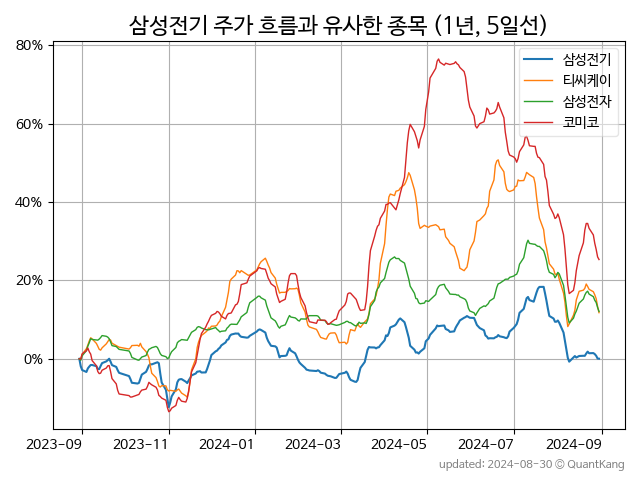 삼성전기 주가 흐름과 유사한 종목 (1년, 5일선)
80%
60%
40%
20%
0%
삼성전기
티씨케이
삼성전자
코미코
2023-09 2023-11 2024-01 2024-03 2024-05 2024-07 2024-09
updated: 2024-08-30 © QuantKang